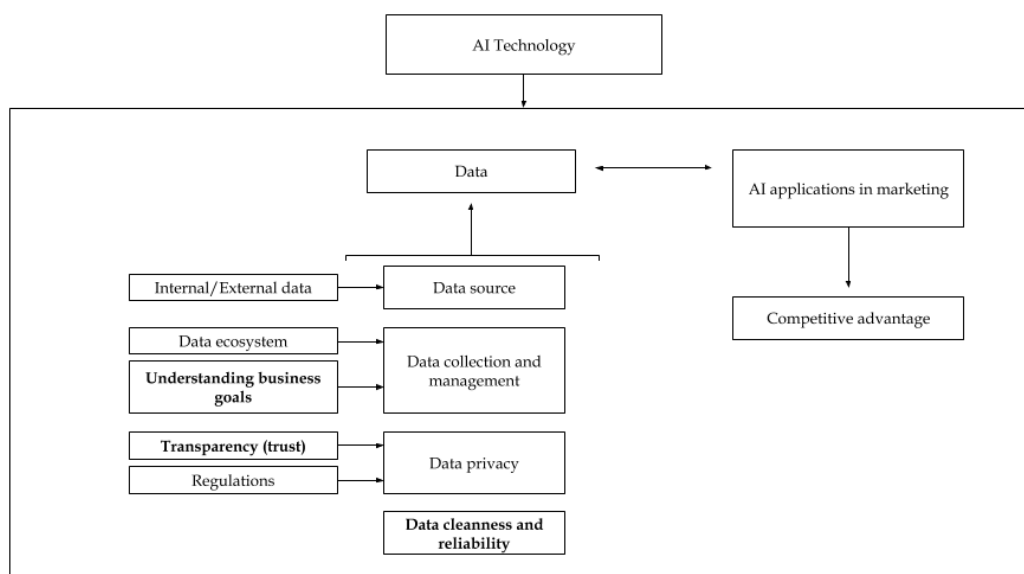 AI Technology
Data
AI applications in marketing
Internal/External data
Data source
Competitive advantage
Data ecosystem
Understanding business
goals
Data collection and
management
Transparency (trust)
Regulations
Data privacy
Data cleanness and
reliability